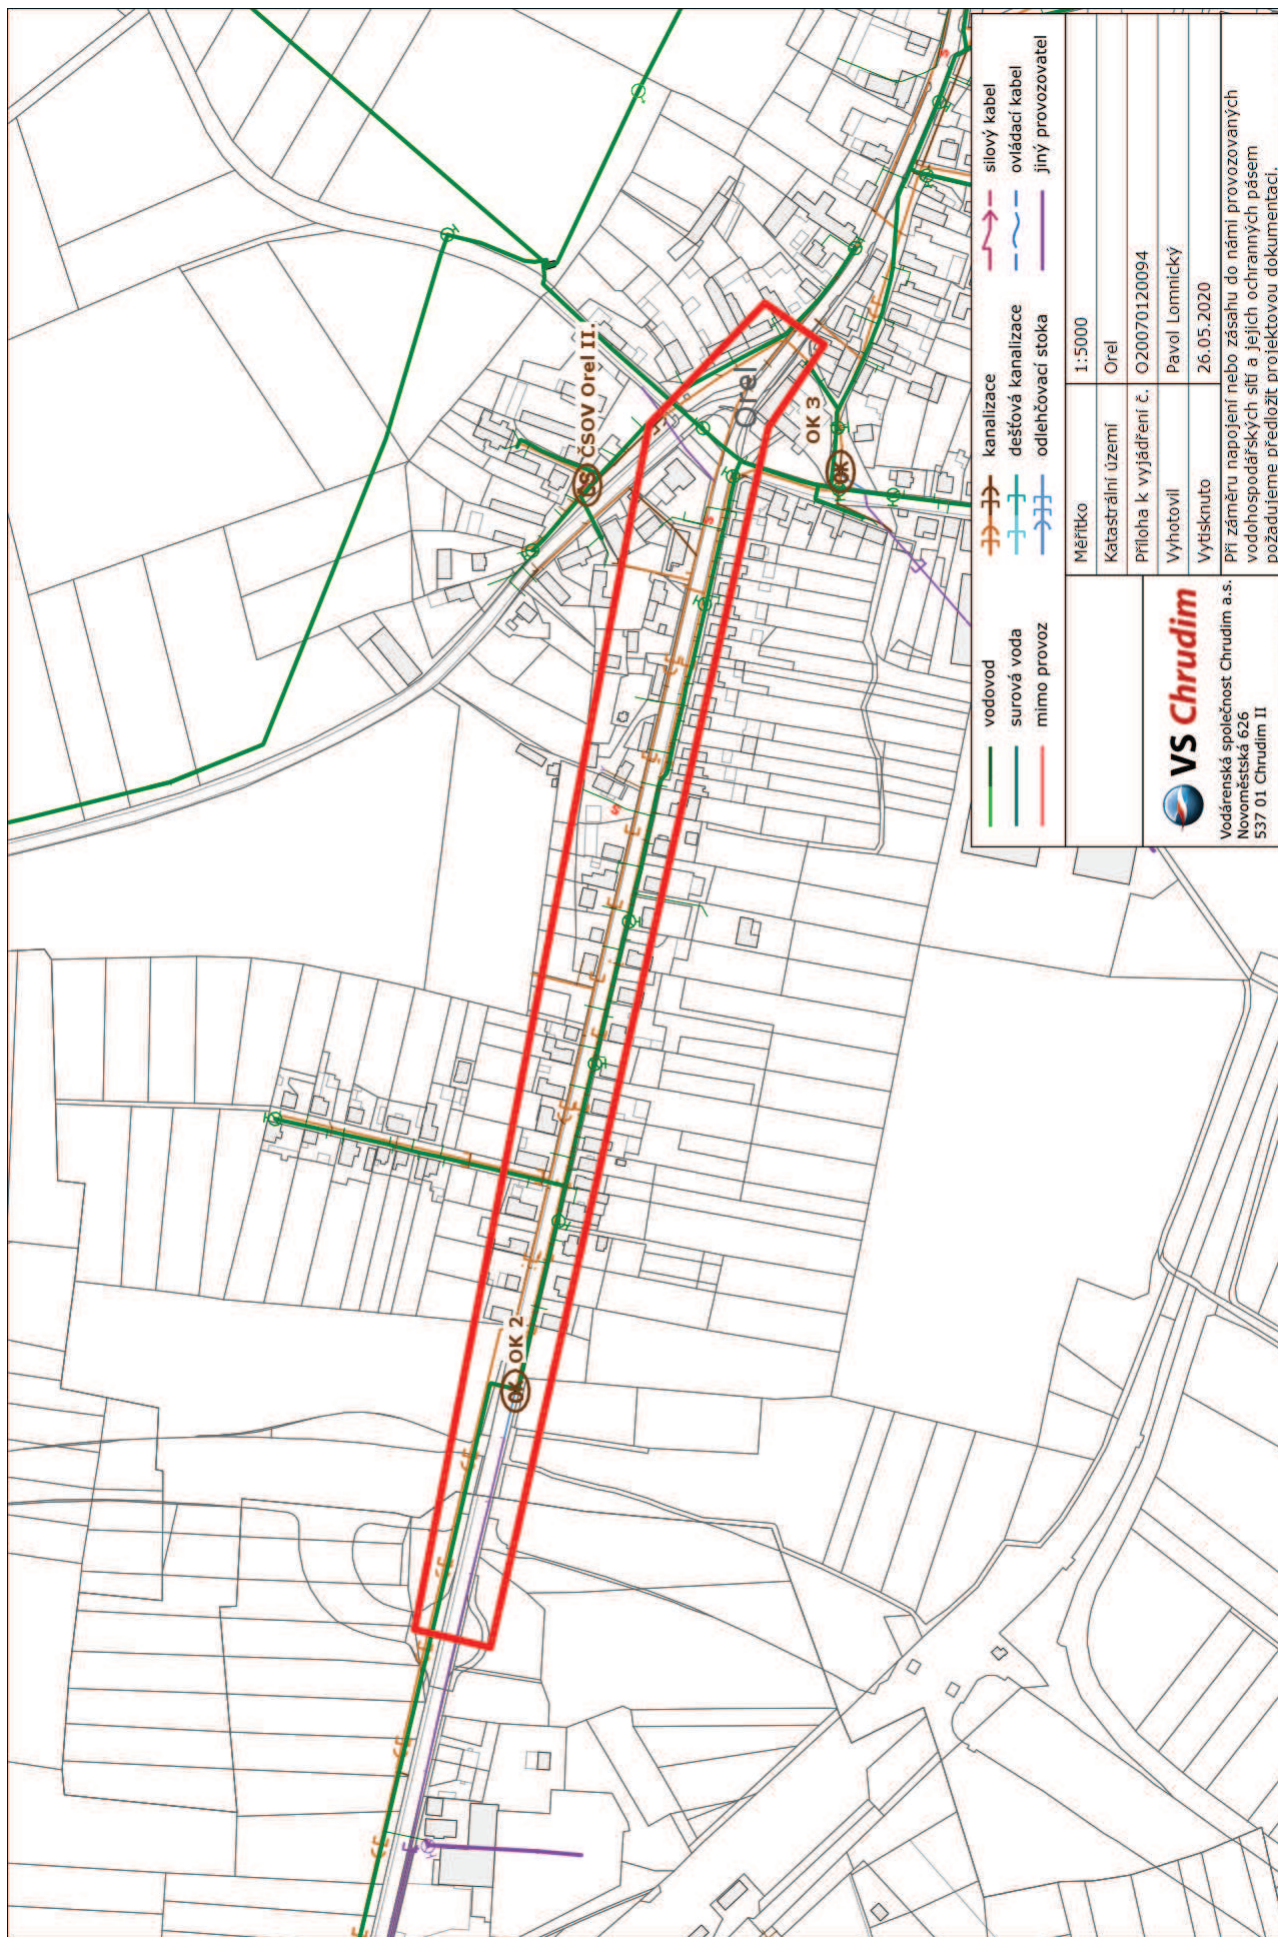 ČSOV Orel II.
ČS
Orel
OK 3
OK
OK 2
OK
S
S
S
vodovod
surová voda
mimo provoz
kanalizace
dešťová kanalizace
odlehčovací stoka
silový kabel
ovládací kabel
jiný provozovatel
Měřítko 1:5000
Katastrální území Orel
Příloha k vyjádření č. O20070120094
Vyhotovil Pavol Lomnický
Vytisknuto 26.05.2020
VS Chrudim
Vodárenská společnost Chrudim a.s.
Novoměstská 626
537 01 Chrudim II
Při záměru napojení nebo zásahu do námi provozovaných
vodohospodářských sítí a jejich ochranných pásem
požadujeme předložit projektovou dokumentaci.